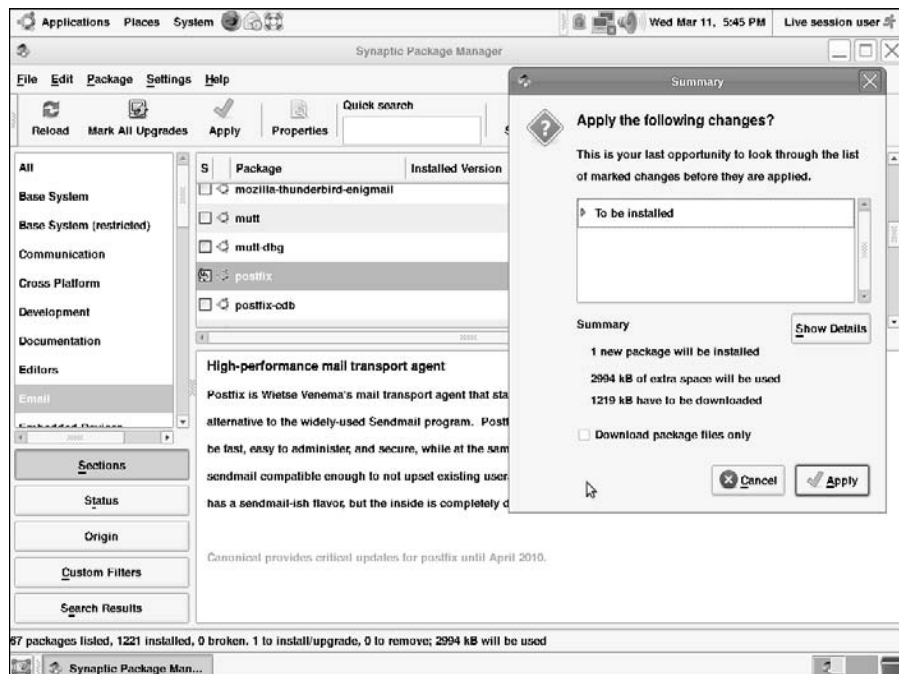 Applications Places System Wed Mar 11, 5:45 PM Live session user
Synaptic Package Manager
File Edit Package Settings Help
Reload Mark All Upgrades Apply Properties
Quick search
S Package Installed Version
mozilla-thunderbird-enigmail
mutt
mutt-dbg
postfix
postfix-cdb
All
Base System
Base System (restricted)
Communication
Cross Platform
Development
Documentation
Editors
Email
Embedded Devices
Sections
Status
Origin
Custom Filters
Search Results
High-performance mail transport agent
Postfix is Wietse Venema's mail transport agent that sta
alternative to the widely-used Sendmail program. Postf
be fast, easy to administer, and secure, while at the sam
sendmail compatible enough to not upset existing user
has a sendmail-ish flavor, but the inside is completely d
Canonical provides critical updates for postfix until April 2010.
Summary
Apply the following changes?
This is your last opportunity to look through the list
of marked changes before they are applied.
To be installed
Summary
Show Details
1 new package will be installed
2994 kB of extra space will be used
1219 kB have to be downloaded
Download package files only
Cancel Apply
67 packages listed, 1221 installed, 0 broken. 1 to install/upgrade, 0 to remove; 2994 kB will be used
Synaptic Package Man...